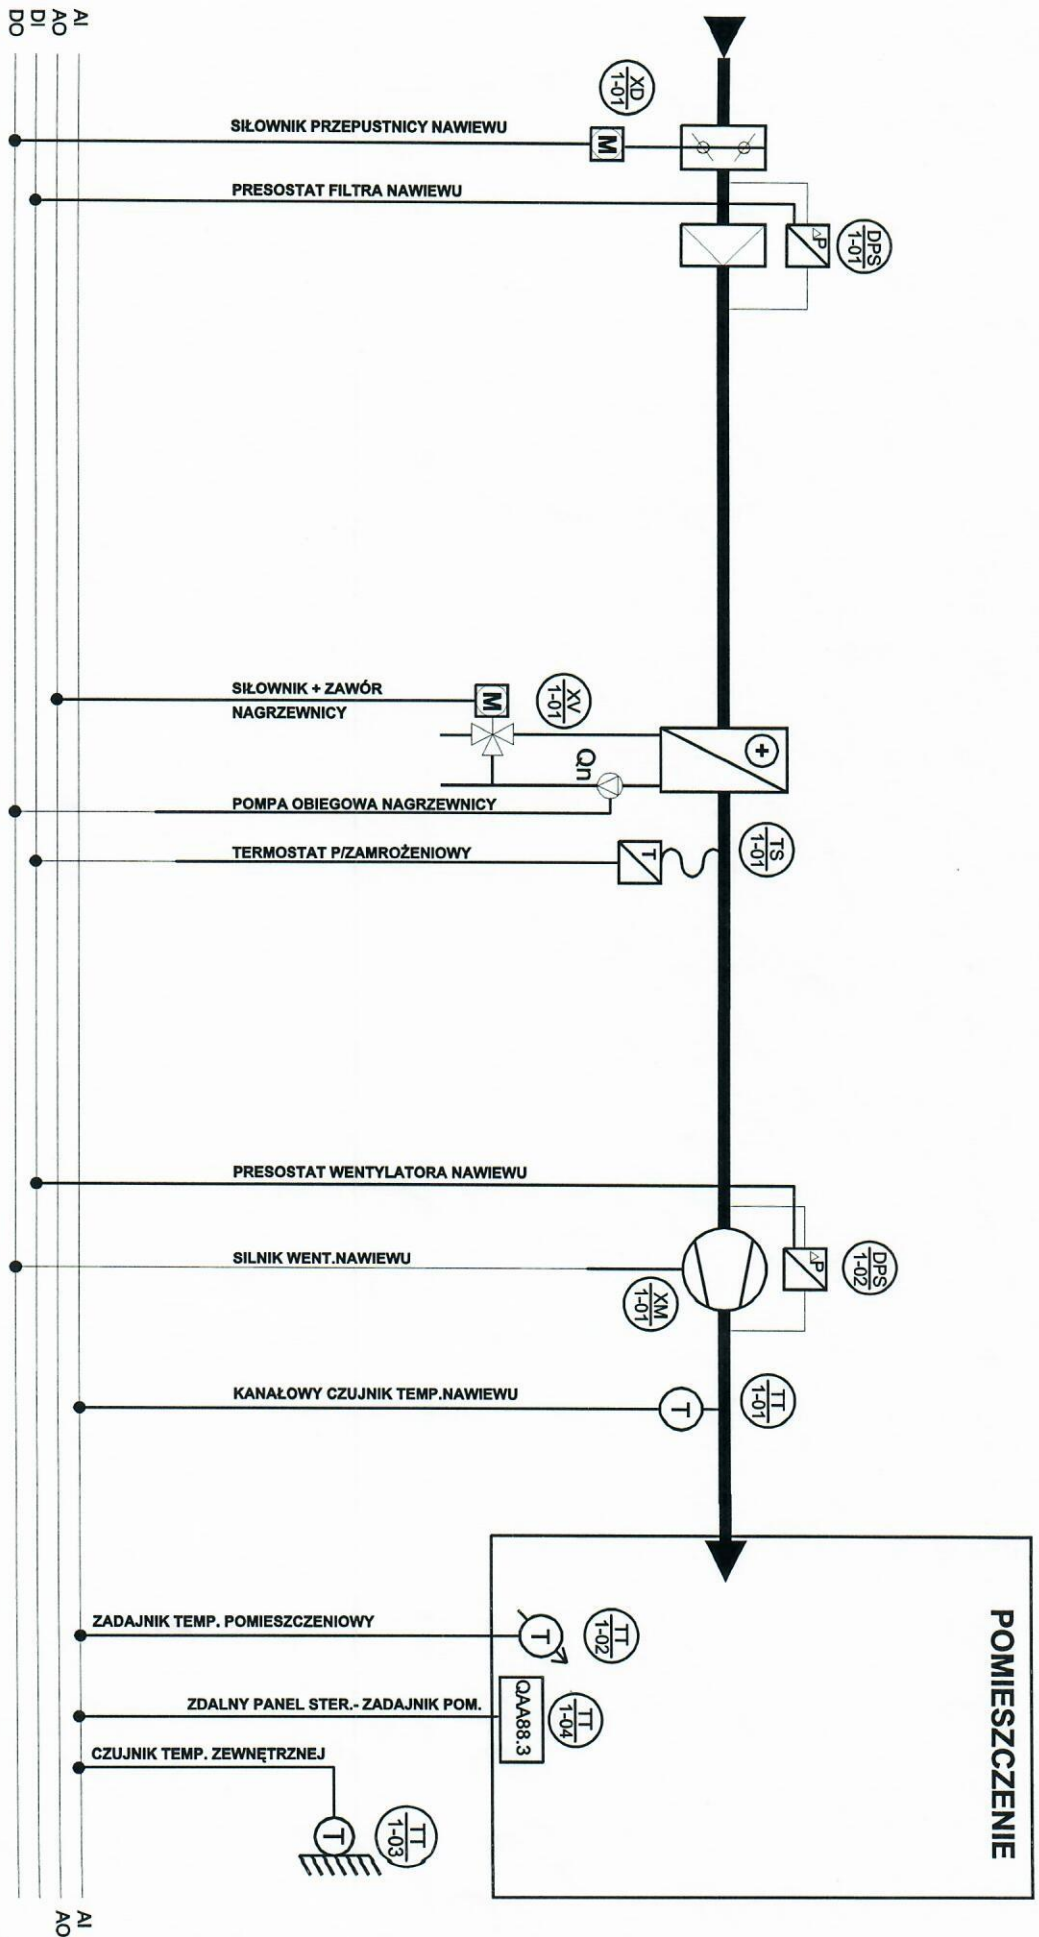 AI
AO
DI
DO
XD
1-01
M
SIŁOWNIK PRZEPUSTNICY NAWIEWU
PRESOSTAT FILTRA NAWIEWU
△P
DPS
1-01
SIŁOWNIK + ZAWÓR
NAGRZEWNICY
M
XV
1-01
+
Qn
POMPA OBIEGOWA NAGRZEWNICY
TERMOSTAT P/ZAMROŻENIOWY
T
TS
1-01
PRESOSTAT WENTYLATORA NAWIEWU
△P
DPS
1-02
SILNIK WENT.NAWIEWU
XM
1-01
KANAŁOWY CZUJNIK TEMP.NAWIEWU
T
TT
1-01
POMIESZCZENIE
ZADAJNIK TEMP. POMIESZCZENIOWY
T
TT
1-02
ZDALNY PANEL STER.- ZADAJNIK POM.
QAA88.3
TT
1-04
CZUJNIK TEMP. ZEWNĘTRZNEJ
T
TT
1-03
AI
AO